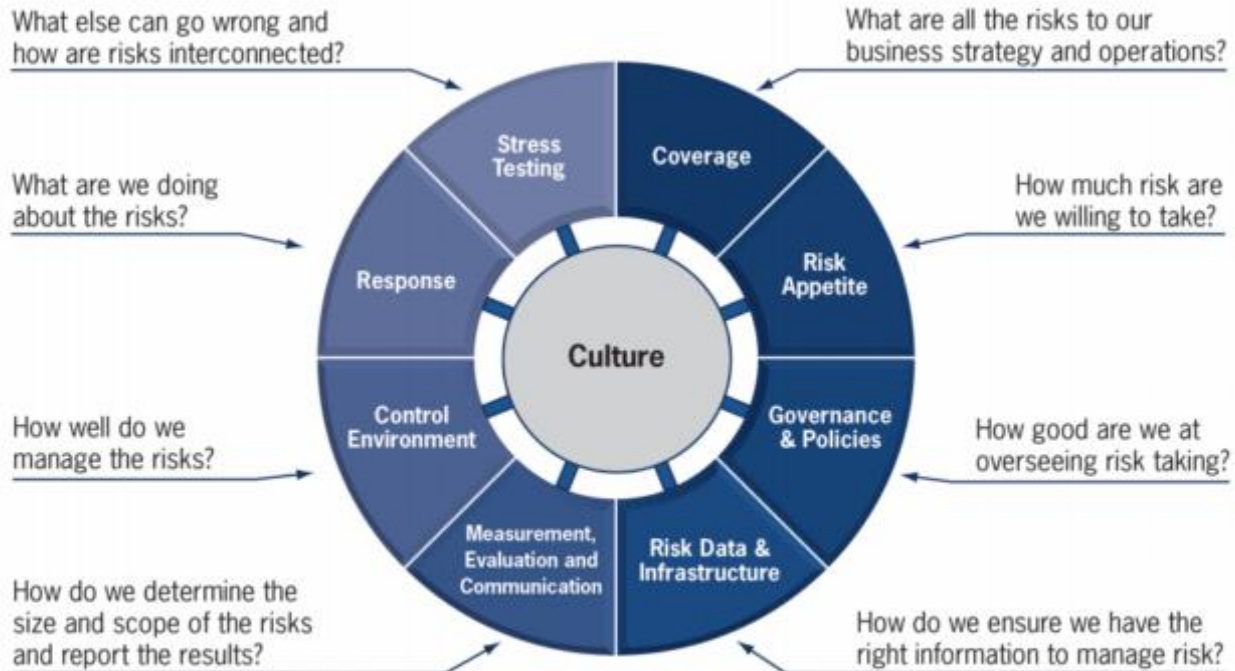 What else can go wrong and
how are risks interconnected?
What are all the risks to our
business strategy and operations?
Stress
Testing
Coverage
What are we doing
about the risks?
How much risk are
we willing to take?
Response
Risk
Appetite
Culture
Control
Environment
Governance
& Policies
How well do we
manage the risks?
How good are we at
overseeing risk taking?
Measurement,
Evaluation and
Communication
Risk Data &
Infrastructure
How do we determine the
size and scope of the risks
and report the results?
How do we ensure we have the
right information to manage risk?